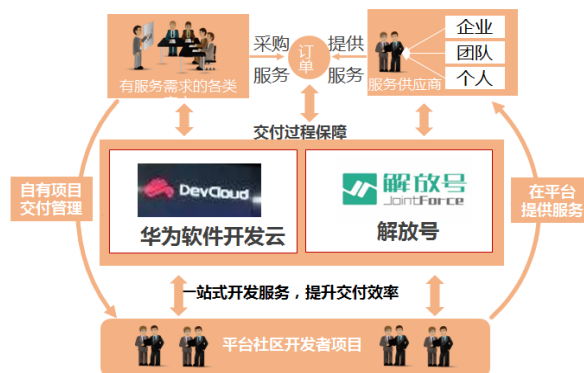 采购
服务
订
单
提供
服务
企业
团队
个人
有服务需求的各类
服务供应商
交付过程保障
自有项目
交付管理
DevCloud
华为软件开发云
解放号
JointForce
解放号
在平台
提供服务
一站式开发服务，提升交付效率
平台社区开发者项目